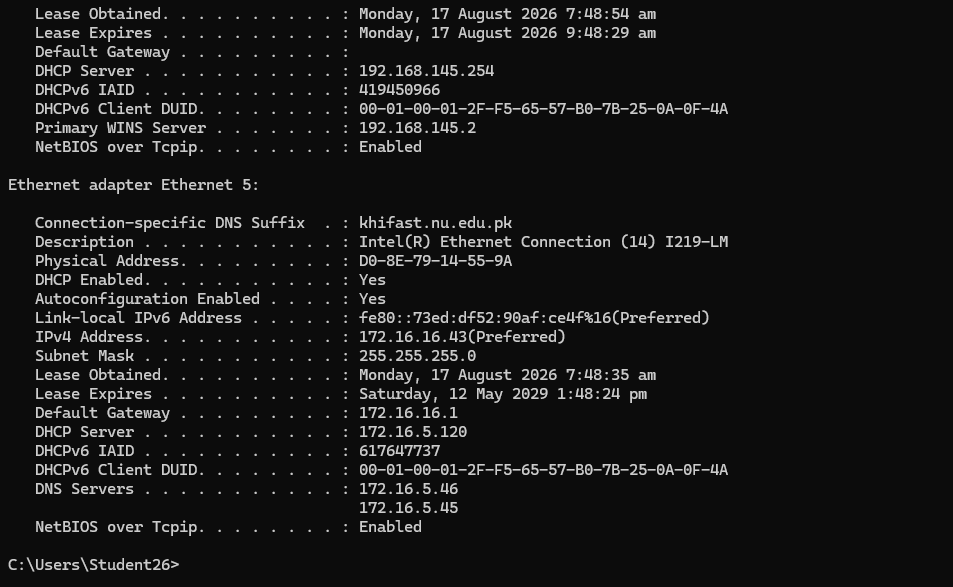 Lease Obtained. . . . . . . . . . : Monday, 17 August 2026 7:48:54 am
Lease Expires . . . . . . . . . . : Monday, 17 August 2026 9:48:29 am
Default Gateway . . . . . . . . . :
DHCP Server . . . . . . . . . . . : 192.168.145.254
DHCPv6 IAID . . . . . . . . . . . : 419450966
DHCPv6 Client DUID. . . . . . . . : 00-01-00-01-2F-F5-65-57-B0-7B-25-0A-0F-4A
Primary WINS Server . . . . . . . : 192.168.145.2
NetBIOS over Tcpip. . . . . . . . : Enabled
Ethernet adapter Ethernet 5:
Connection-specific DNS Suffix  . : khifast.nu.edu.pk
Description . . . . . . . . . . . : Intel(R) Ethernet Connection (14) I219-LM
Physical Address. . . . . . . . . : D0-8E-79-14-55-9A
DHCP Enabled. . . . . . . . . . . : Yes
Autoconfiguration Enabled . . . . : Yes
Link-local IPv6 Address . . . . . : fe80::73ed:df52:90af:ce4f%16(Preferred)
IPv4 Address. . . . . . . . . . . : 172.16.16.43(Preferred)
Subnet Mask . . . . . . . . . . . : 255.255.255.0
Lease Obtained. . . . . . . . . . : Monday, 17 August 2026 7:48:35 am
Lease Expires . . . . . . . . . . : Saturday, 12 May 2029 1:48:24 pm
Default Gateway . . . . . . . . . : 172.16.16.1
DHCP Server . . . . . . . . . . . : 172.16.5.120
DHCPv6 IAID . . . . . . . . . . . : 617647737
DHCPv6 Client DUID. . . . . . . . : 00-01-00-01-2F-F5-65-57-B0-7B-25-0A-0F-4A
DNS Servers . . . . . . . . . . . : 172.16.5.46
172.16.5.45
NetBIOS over Tcpip. . . . . . . . : Enabled
C:\Users\Student26>